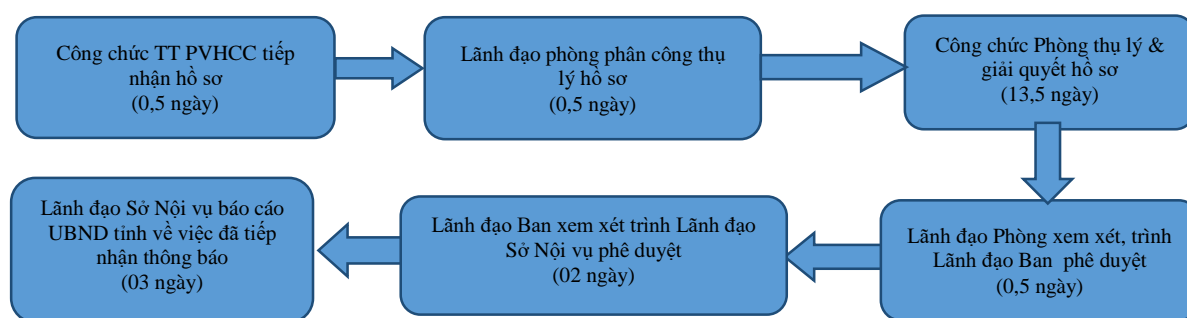 Công chức TT PVHCC tiếp
nhận hồ sơ
(0,5 ngày)
Lãnh đạo phòng phân công thụ
lý hồ sơ
(0,5 ngày)
Công chức Phòng thụ lý &
giải quyết hồ sơ
(13,5 ngày)
Lãnh đạo Phòng xem xét, trình
Lãnh đạo Ban phê duyệt
(0,5 ngày)
Lãnh đạo Ban xem xét trình Lãnh đạo
Sở Nội vụ phê duyệt
(02 ngày)
Lãnh đạo Sở Nội vụ báo cáo
UBND tỉnh về việc đã tiếp
nhận thông báo
(03 ngày)